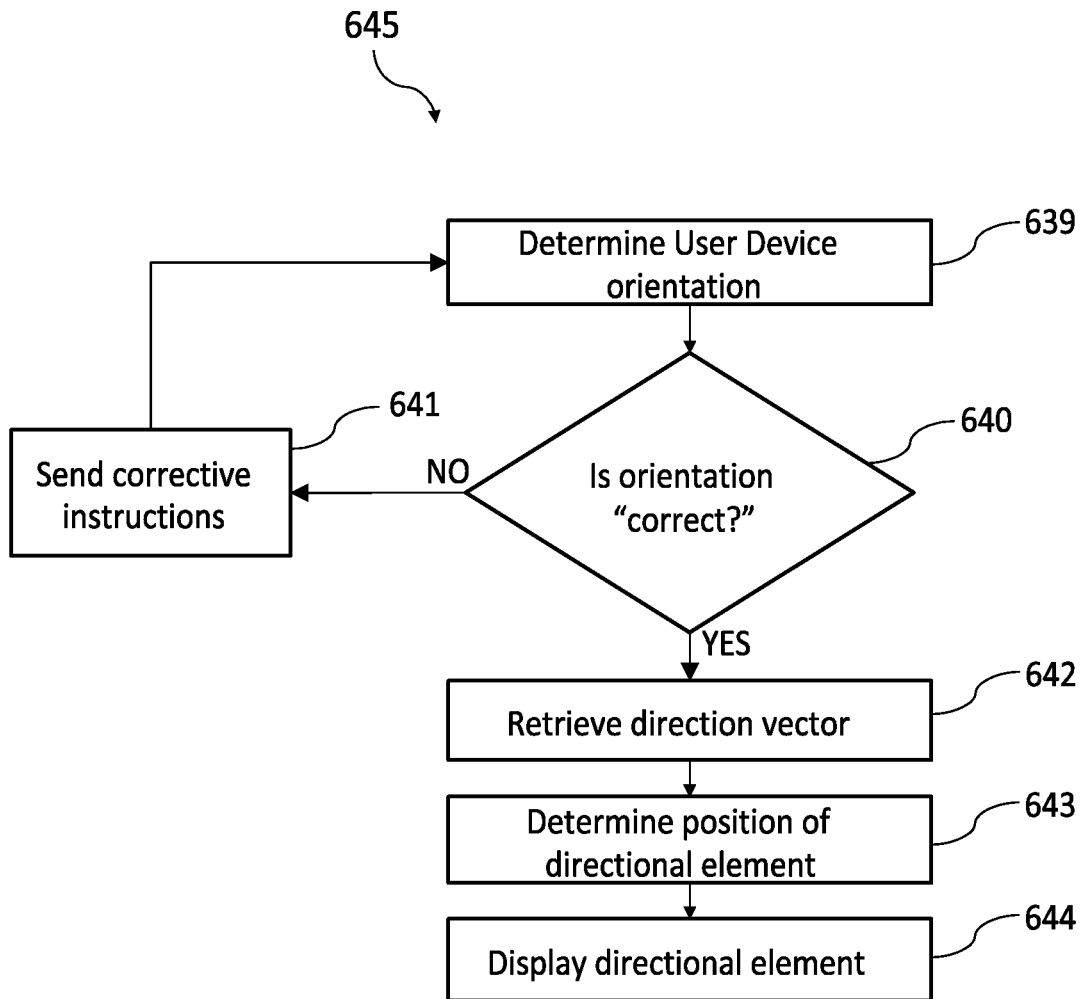 645
Determine User Device
orientation
639
641
Send corrective
instructions
NO
Is orientation
“correct?”
640
YES
642
Retrieve direction vector
Determine position of
directional element
643
644
Display directional element